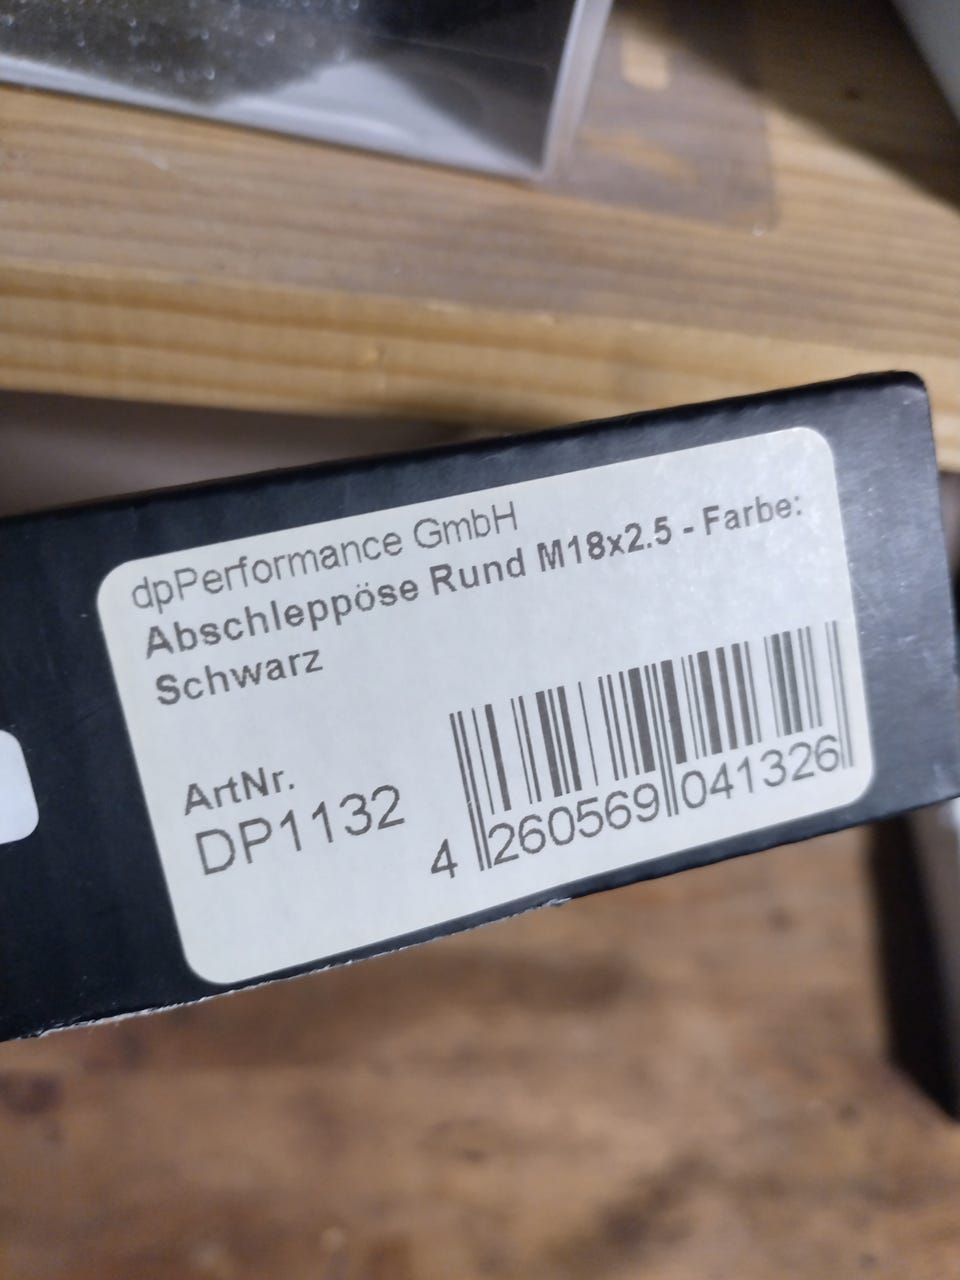 dpPerformance GmbH
Abschleppöse Rund M18x2.5 - Farbe:
Schwarz
ArtNr.
DP1132
4 260569 041326